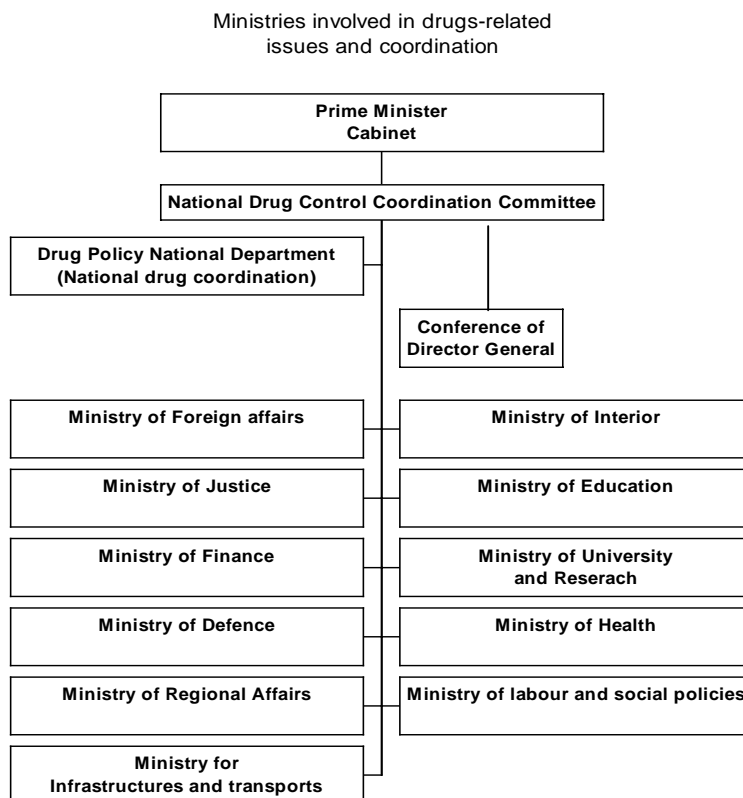 Ministries involved in drugs-related
issues and coordination
Prime Minister
Cabinet
National Drug Control Coordination Committee
Drug Policy National Department
(National drug coordination)
Conference of
Director General
Ministry of Foreign affairs
Ministry of Interior
Ministry of Justice
Ministry of Education
Ministry of Finance
Ministry of University
and Reserach
Ministry of Defence
Ministry of Health
Ministry of Regional Affairs
Ministry of labour and social policies
Ministry for
Infrastructures and transports